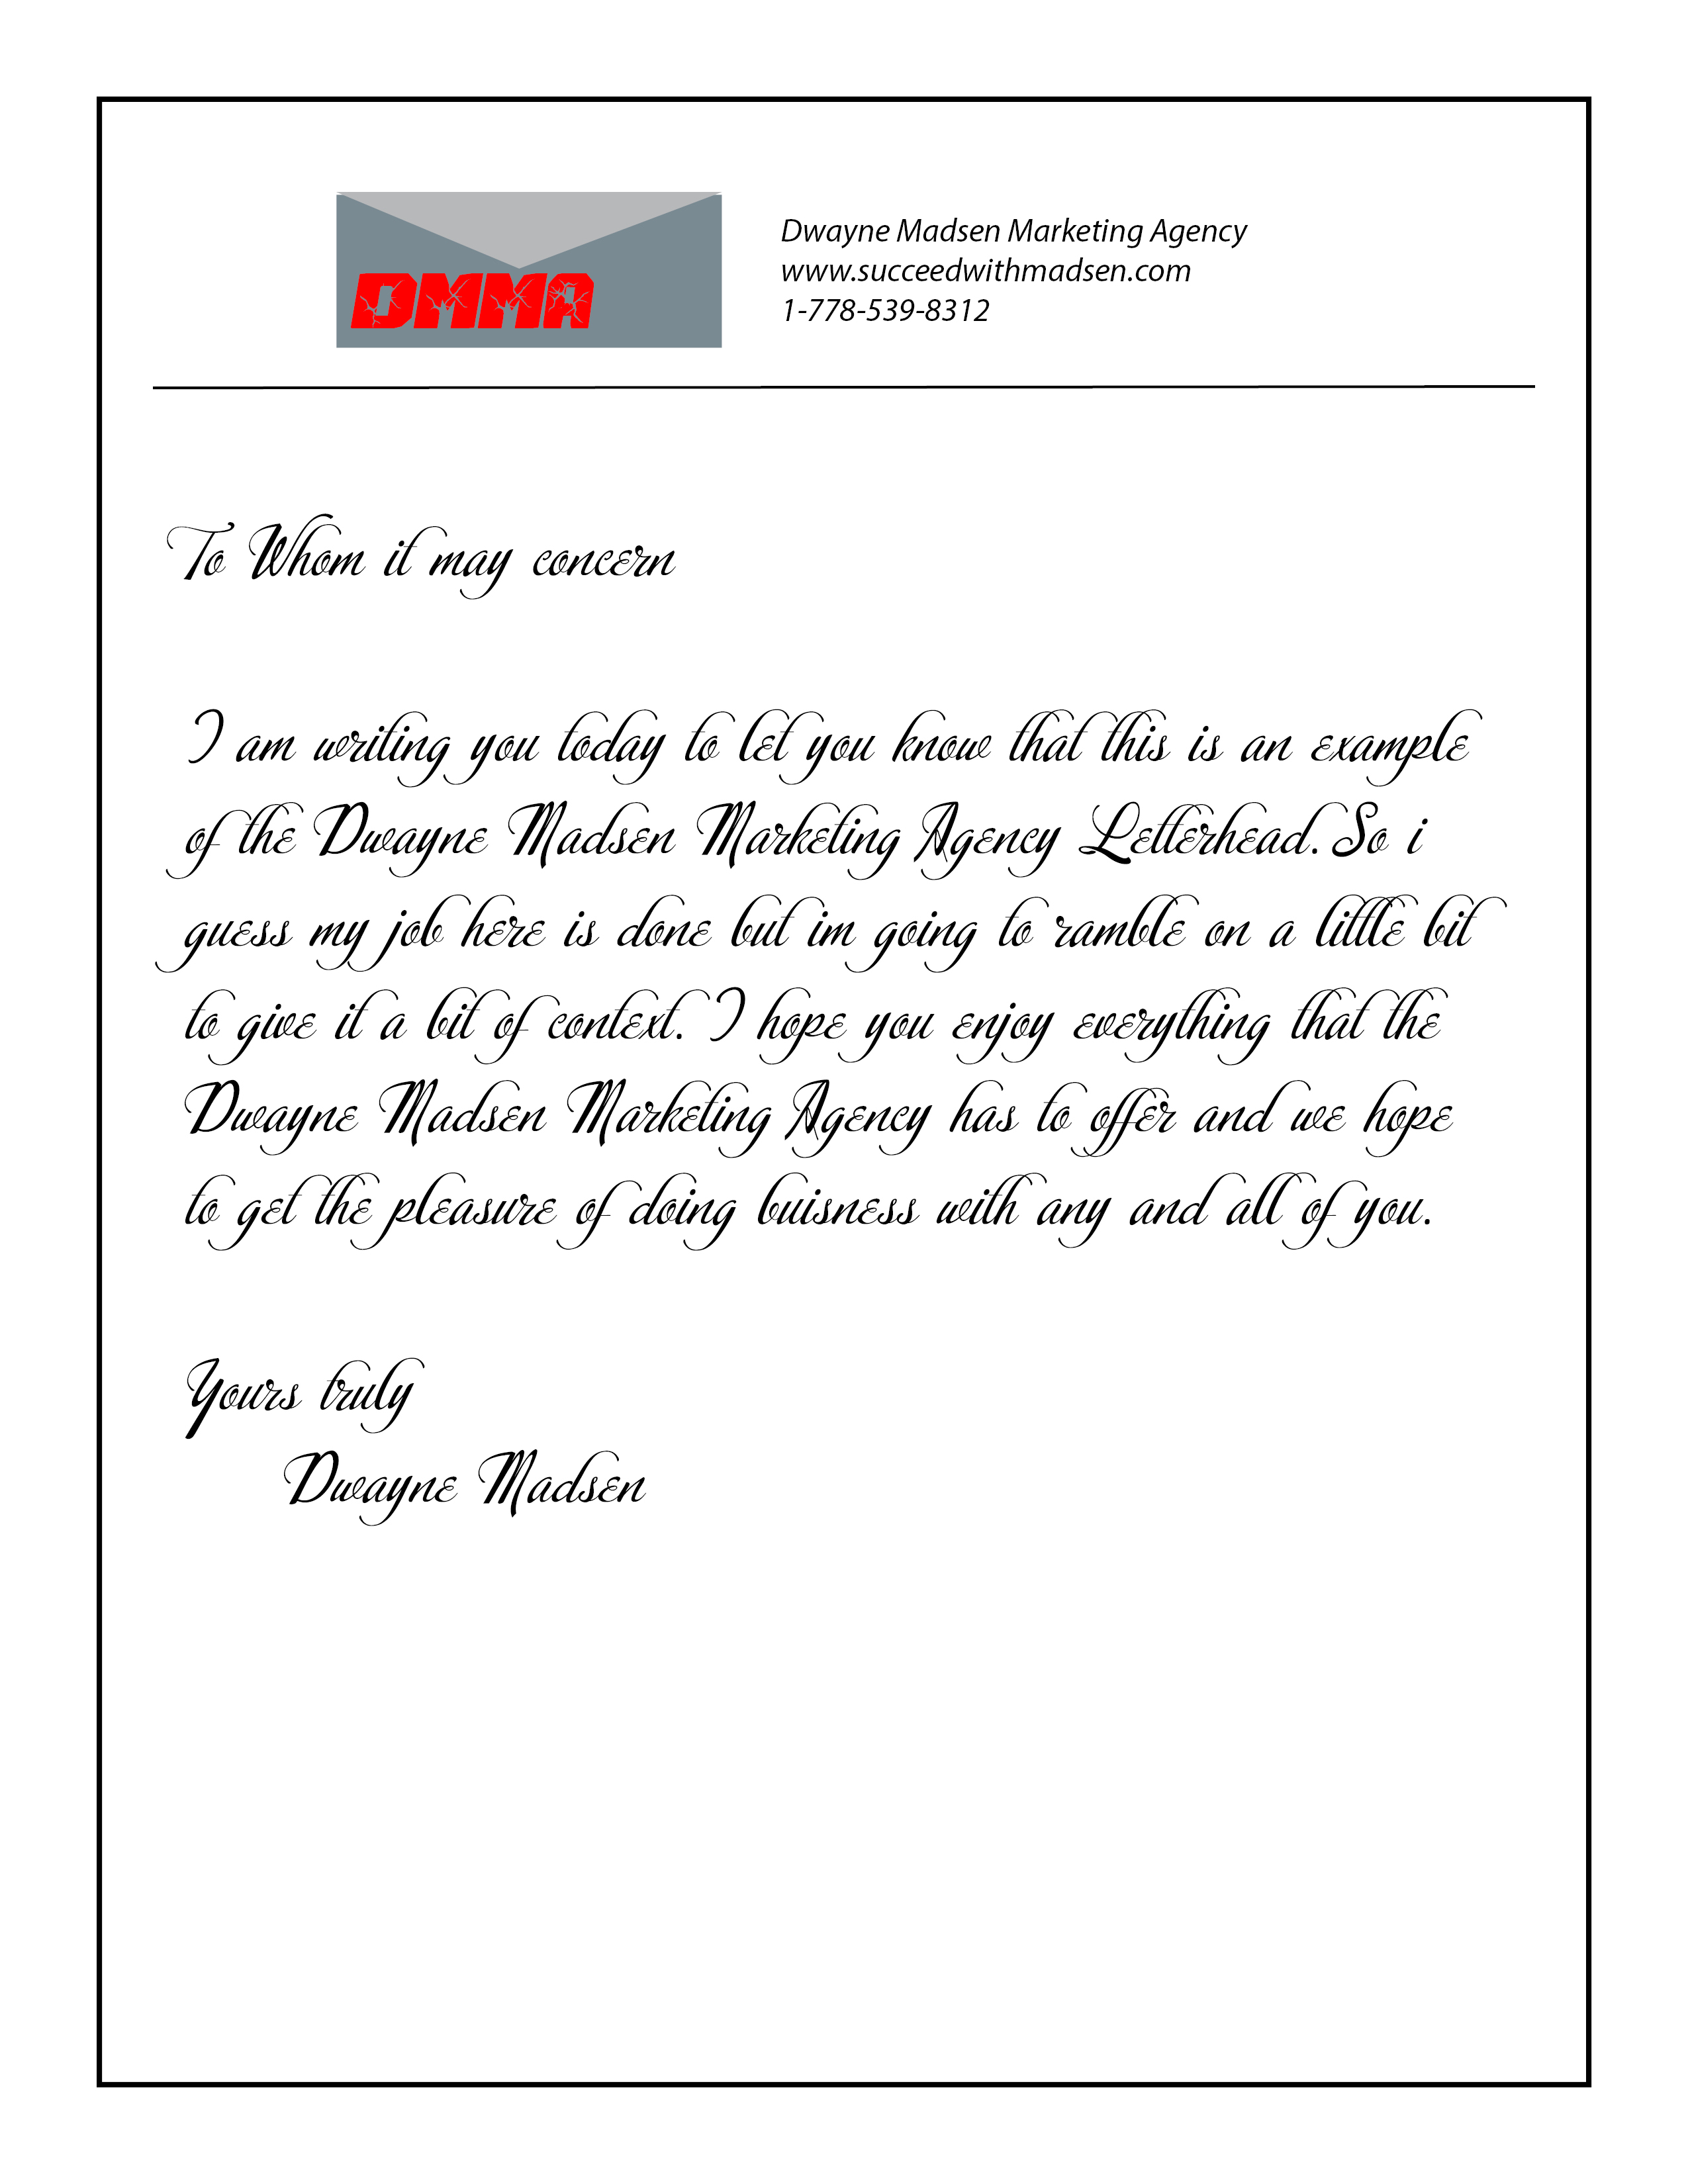 DMMA
Dwayne Madsen Marketing Agency
www.succeedwithmadsen.com
1-778-539-8312
To Whom it may concern
I am writing you today to let you know that this is an example
of the Dwayne Madsen Marketing Agency Letterhead. So i
guess my job here is done but im going to ramble on a little bit
to give it a bit of context. I hope you enjoy everything that the
Dwayne Madsen Marketing Agency has to offer and we hope
to get the pleasure of doing buisness with any and all of you.
Yours truly
Dwayne Madsen